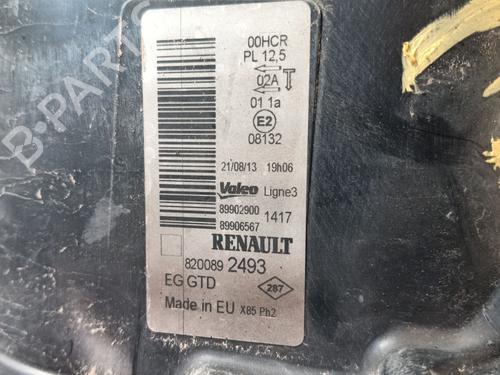 00HCR
PL 12,5
02A
01 1a
E2
08132
21/08/13 19h06
Valeo Ligne3
89902900 1417
89906567
RENAULT
820089 2493
EG GTD 287
Made in EU X85 Ph2
B-PARTS